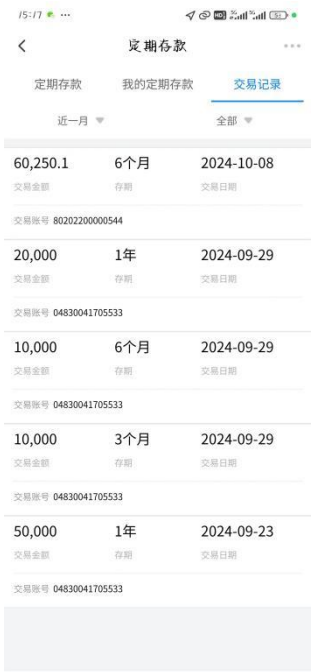 15:17
定期存款
定期存款 我的定期存款 交易记录
近一月 全部
60,250.1 6个月 2024-10-08
交易金额 存期 交易日期
交易账号 80202200000544
20,000 1年 2024-09-29
交易金额 存期 交易日期
交易账号 04830041705533
10,000 6个月 2024-09-29
交易金额 存期 交易日期
交易账号 04830041705533
10,000 3个月 2024-09-29
交易金额 存期 交易日期
交易账号 04830041705533
50,000 1年 2024-09-23
交易金额 存期 交易日期
交易账号 04830041705533